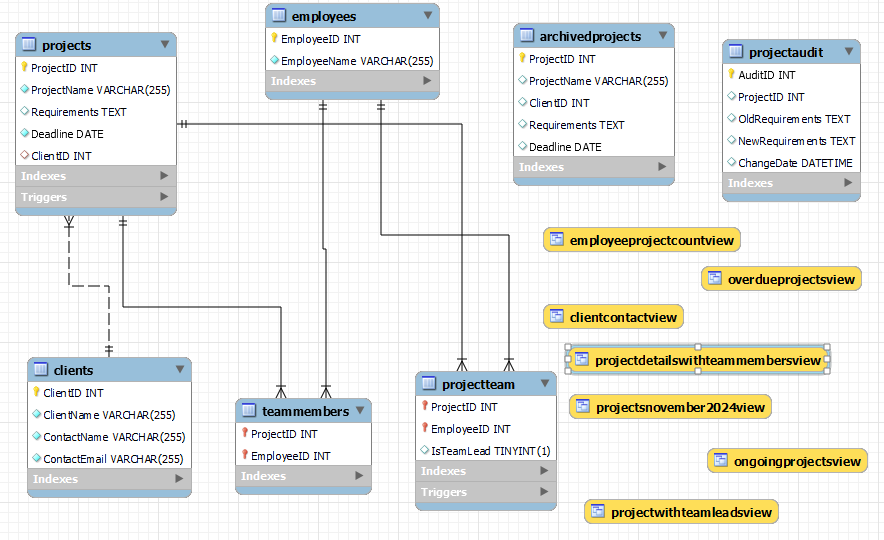 projects
ProjectID INT
ProjectName VARCHAR(255)
Requirements TEXT
Deadline DATE
ClientID INT
Indexes
Triggers
employees
EmployeeID INT
EmployeeName VARCHAR(255)
Indexes
archivedprojects
ProjectID INT
ProjectName VARCHAR(255)
ClientID INT
Requirements TEXT
Deadline DATE
Indexes
projectaudit
AuditID INT
ProjectID INT
OldRequirements TEXT
NewRequirements TEXT
ChangeDate DATETIME
Indexes
employeeprojectcountview
overdueprojectsview
clientcontactview
projectdetailswithteammembersview
projectsnovember2024view
ongoingprojectsview
projectwithteamleadsview
clients
ClientID INT
ClientName VARCHAR(255)
ContactName VARCHAR(255)
ContactEmail VARCHAR(255)
Indexes
teammembers
ProjectID INT
EmployeeID INT
Indexes
projectteam
ProjectID INT
EmployeeID INT
IsTeamLead TINYINT(1)
Indexes
Triggers